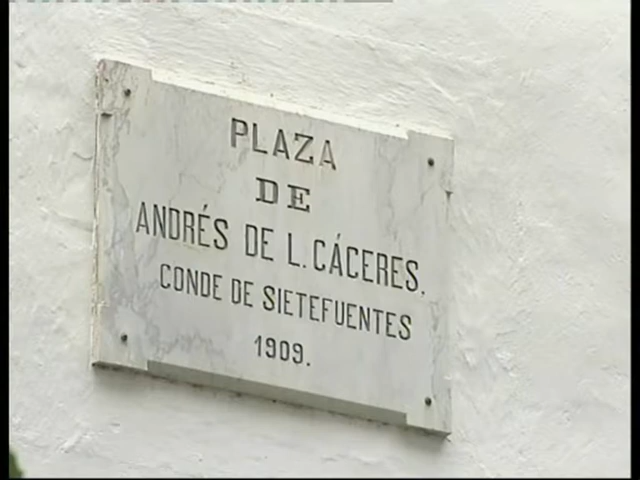 PLAZA
DE
ANDRÉS DE L. CÁCERES,
CONDE DE SIETEFUENTES
1909.